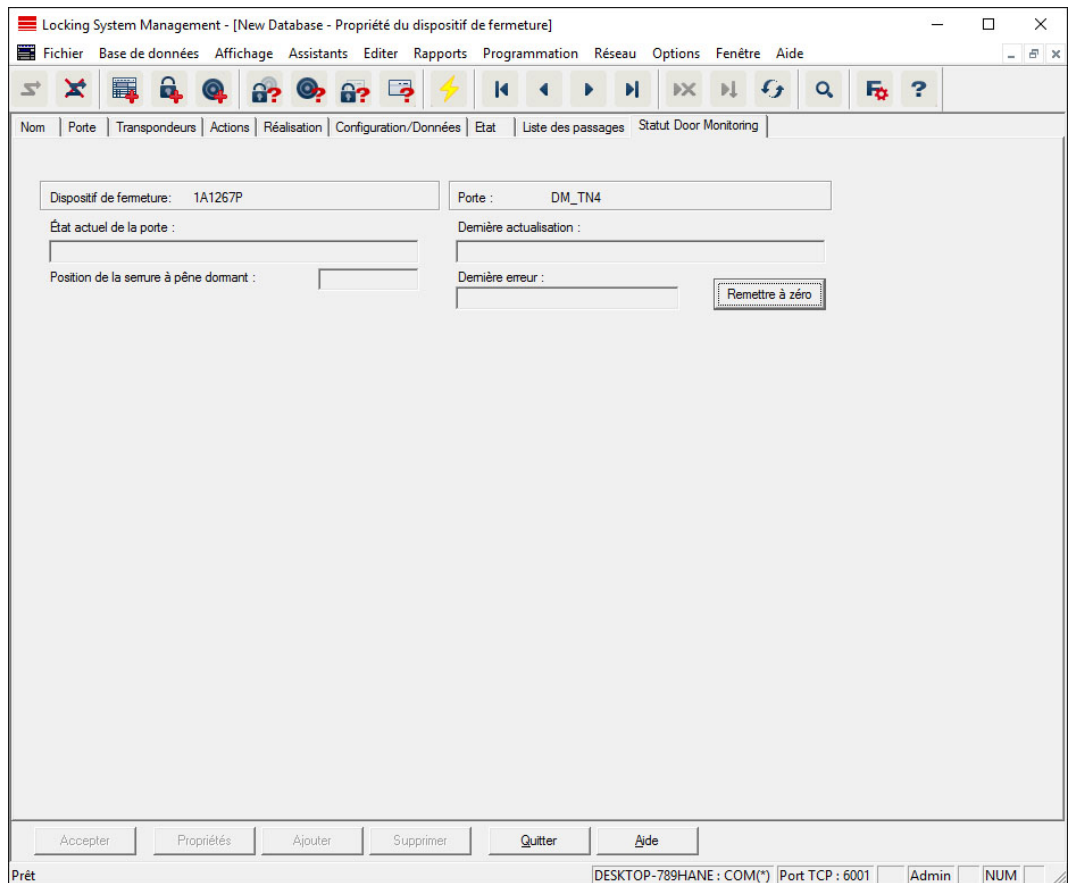 Locking System Management - [New Database - Propriété du dispositif de fermeture]
Fichier Base de données Affichage Assistants Editer Rapports Programmation Réseau Options Fenêtre Aide
Nom Porte Transpondeurs Actions Réalisation Configuration/Données Etat Liste des passages Statut Door Monitoring
Dispositif de fermeture: 1A1267P Porte : DM_TN4
État actuel de la porte : Dernière actualisation :
Position de la serrure à pêne dormant : Dernière erreur :
Remettre à zéro
Accepter Propriétés Ajouter Supprimer Quitter Aide
Prêt DESKTOP-789HANE : COM(*) Port TCP : 6001 Admin NUM